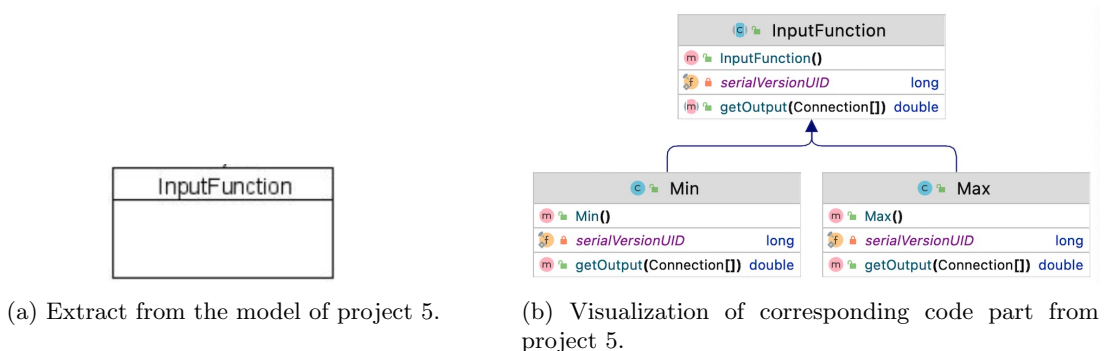 InputFunction
InputFunction
m InputFunction()
f serialVersionUID long
(m) getOutput(Connection[]) double
C Min
m Min()
f serialVersionUID long
m getOutput(Connection[]) double
C Max
m Max()
f serialVersionUID long
m getOutput(Connection[]) double
(a) Extract from the model of project 5.
(b) Visualization of corresponding code part from
project 5.